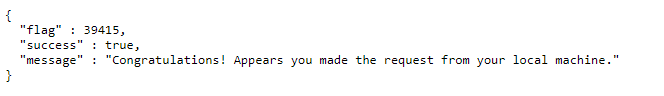 {
"flag" : 39415,
"success" : true,
"message" : "Congratulations! Appears you made the request from your local machine."
}